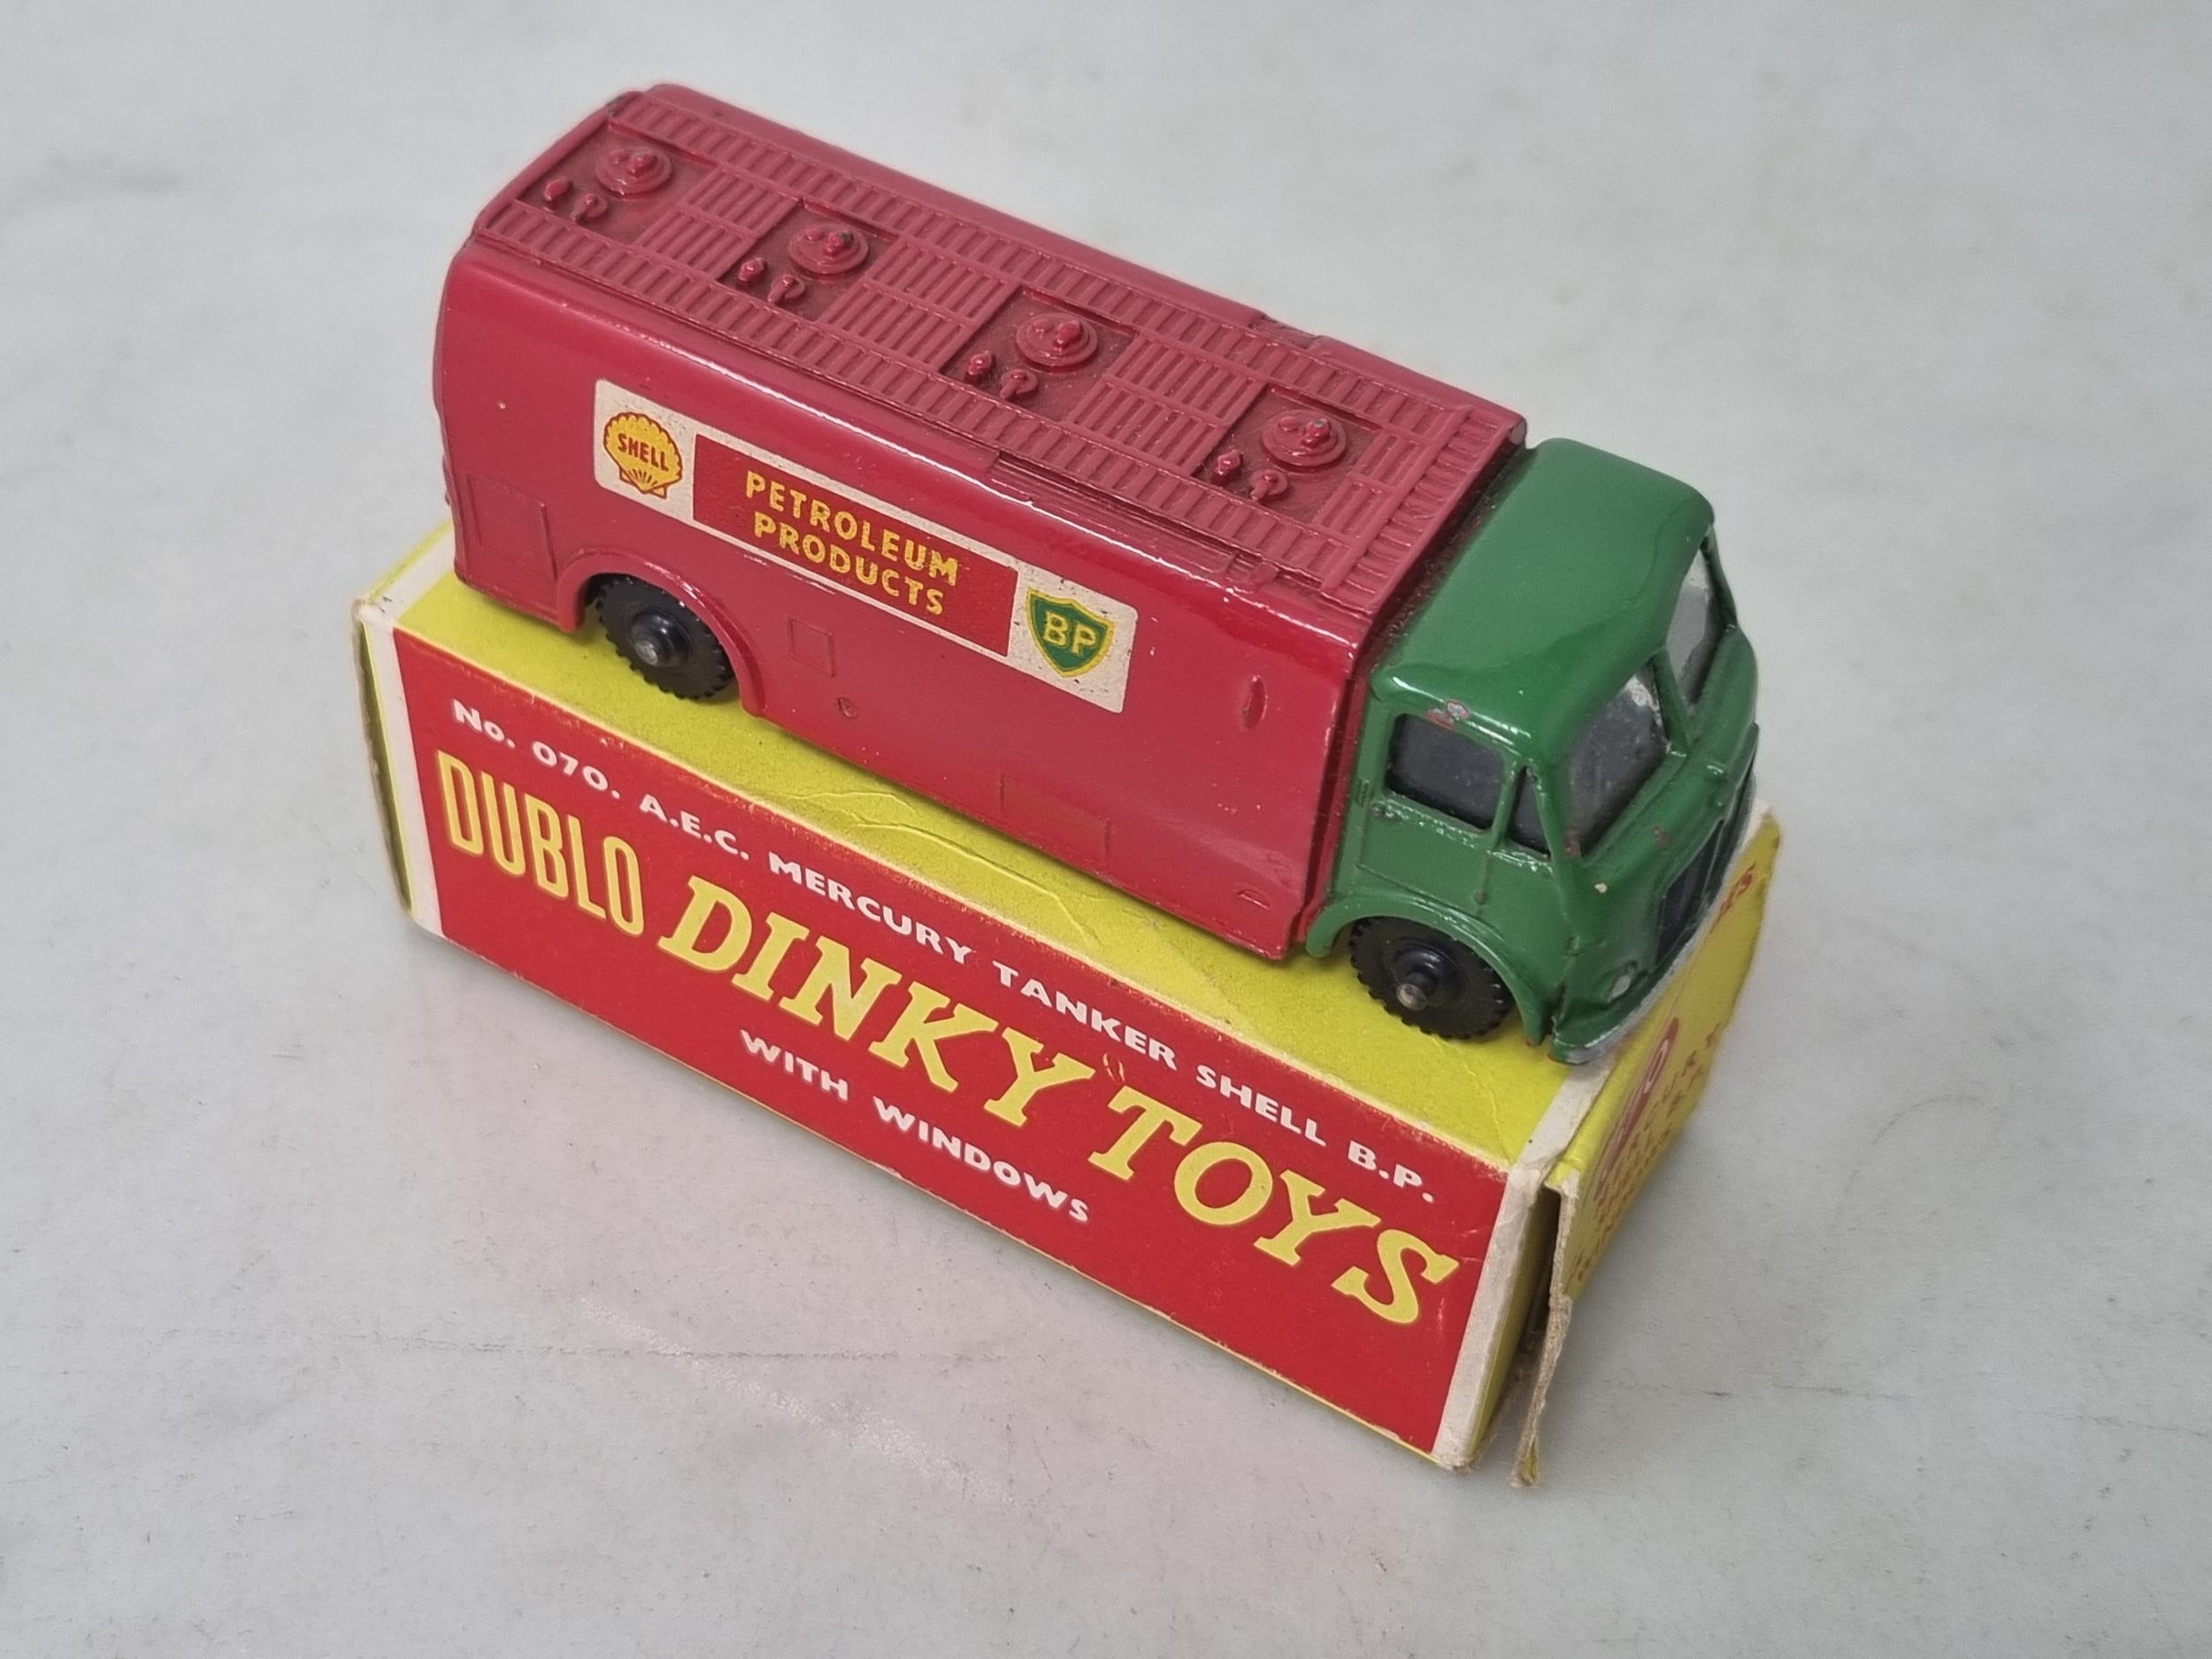 SHELL
PETROLEUM
PRODUCTS
BP
No. 070. A.E.C. MERCURY TANKER SHELL B.P.
DUBLO DINKY TOYS
WITH WINDOWS